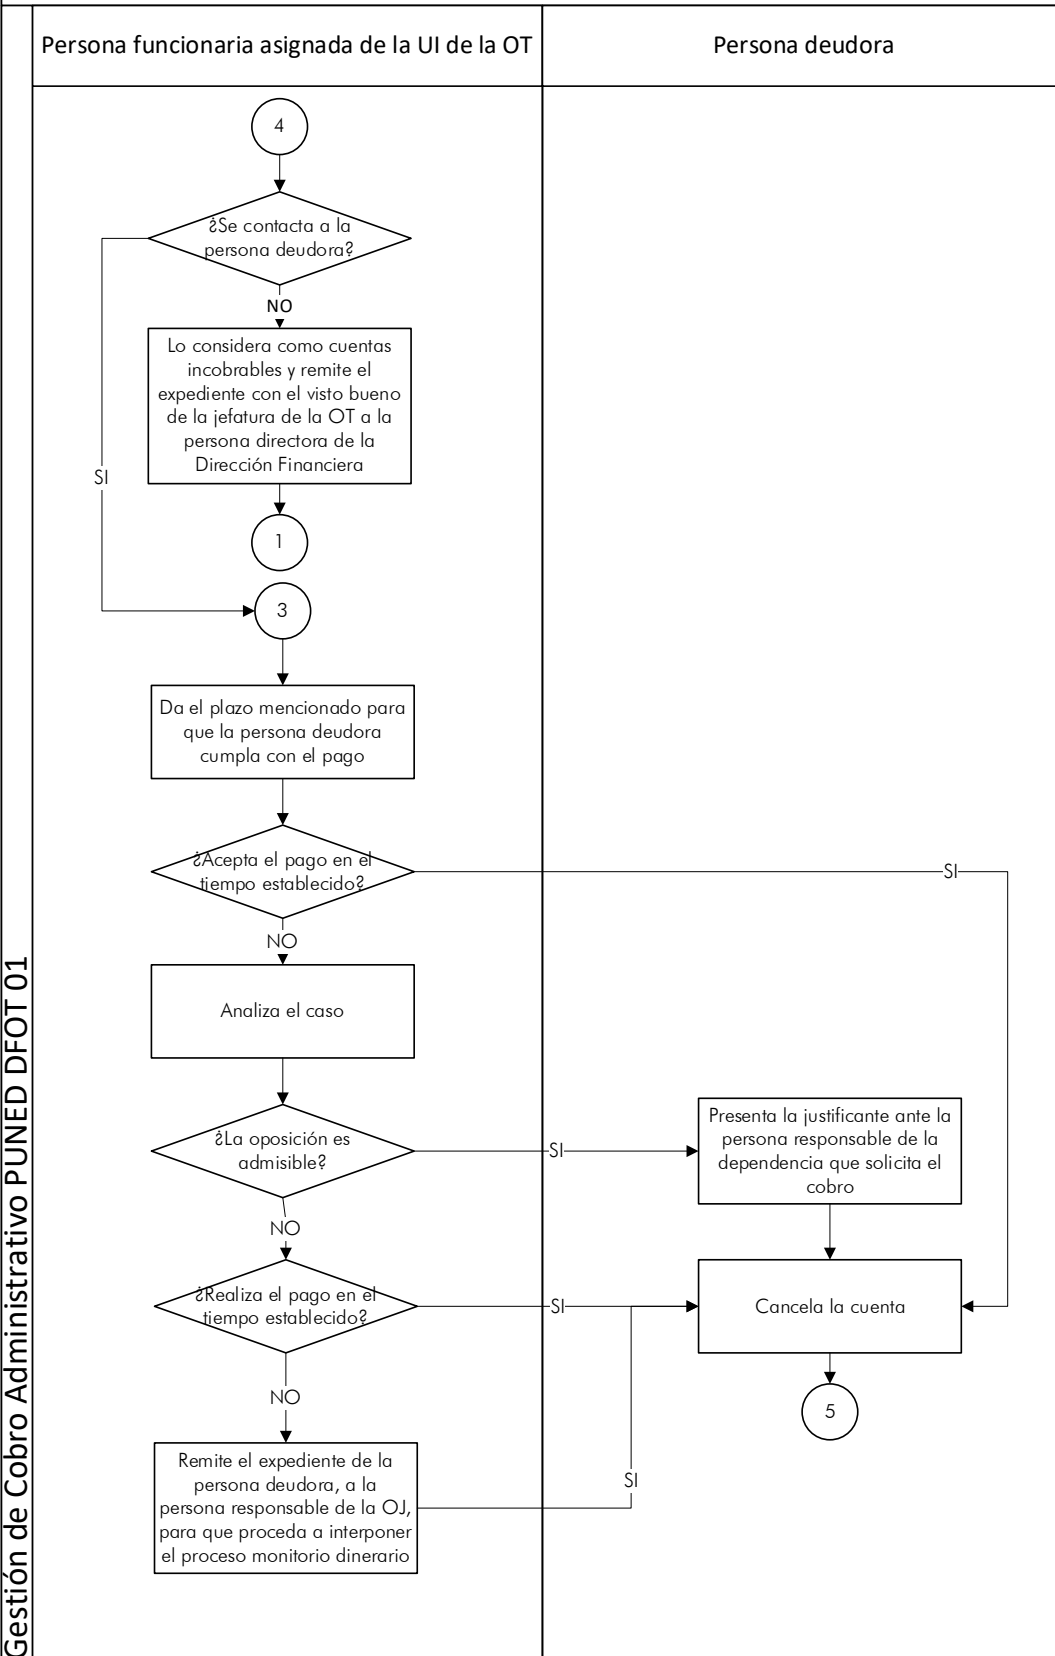 Gestión de Cobro Administrativo PUNED DFOT 01
Persona funcionaria asignada de la UI de la OT
Persona deudora
4
¿Se contacta a la
persona deudora?
NO
Lo considera como cuentas
incobrables y remite el
expediente con el visto bueno
de la jefatura de la OT a la
persona directora de la
Dirección Financiera
SI
1
3
Da el plazo mencionado para
que la persona deudora
cumpla con el pago
¿Acepta el pago en el
tiempo establecido?
SI
NO
Analiza el caso
¿La oposición es
admisible?
SI
Presenta la justificante ante la
persona responsable de la
dependencia que solicita el
cobro
NO
¿Realiza el pago en el
tiempo establecido?
SI
Cancela la cuenta
NO
5
Remite el expediente de la
persona deudora, a la
persona responsable de la OJ,
para que proceda a interponer
el proceso monitorio dinerario
SI